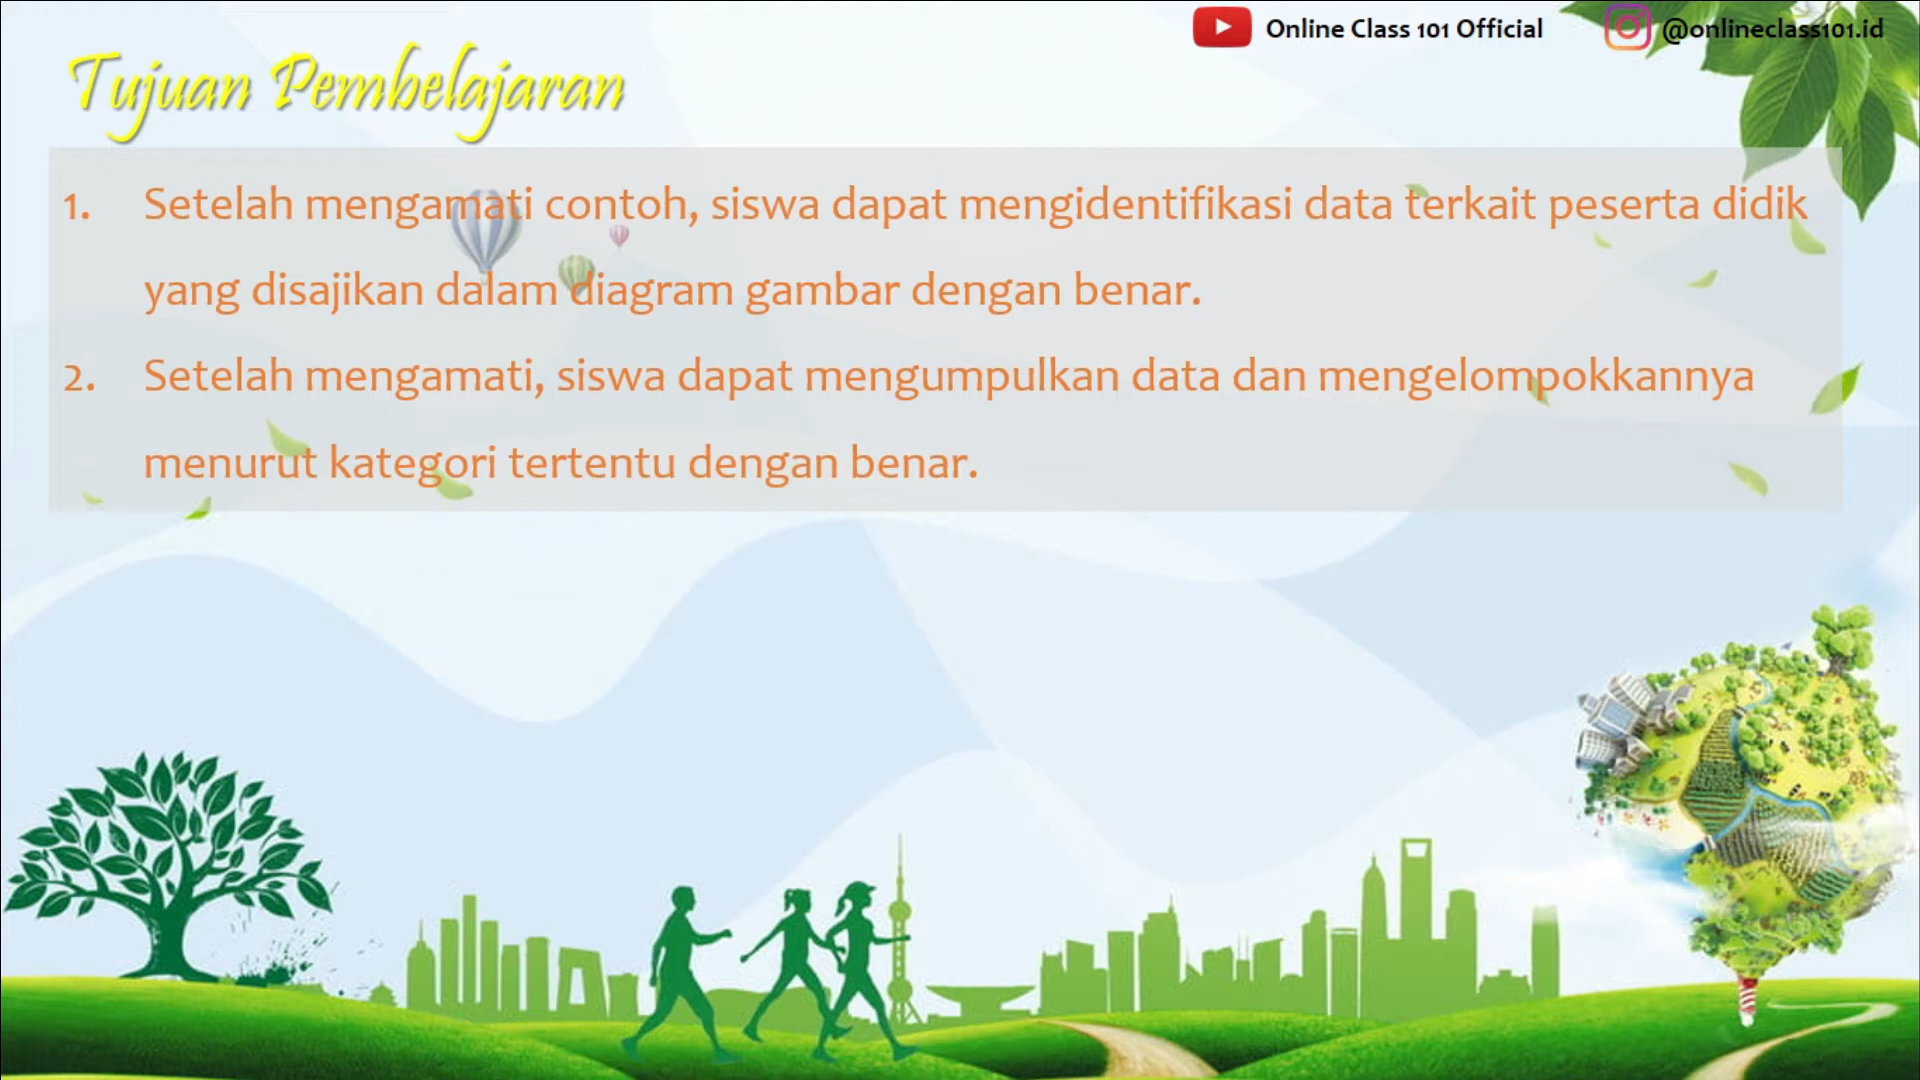 Online Class 101 Official
@onlineclass101.id
Tujuan Pembelajaran
1. Setelah mengamati contoh, siswa dapat mengidentifikasi data terkait peserta didik
yang disajikan dalam diagram gambar dengan benar.
2. Setelah mengamati, siswa dapat mengumpulkan data dan mengelompokkannya
menurut kategori tertentu dengan benar.